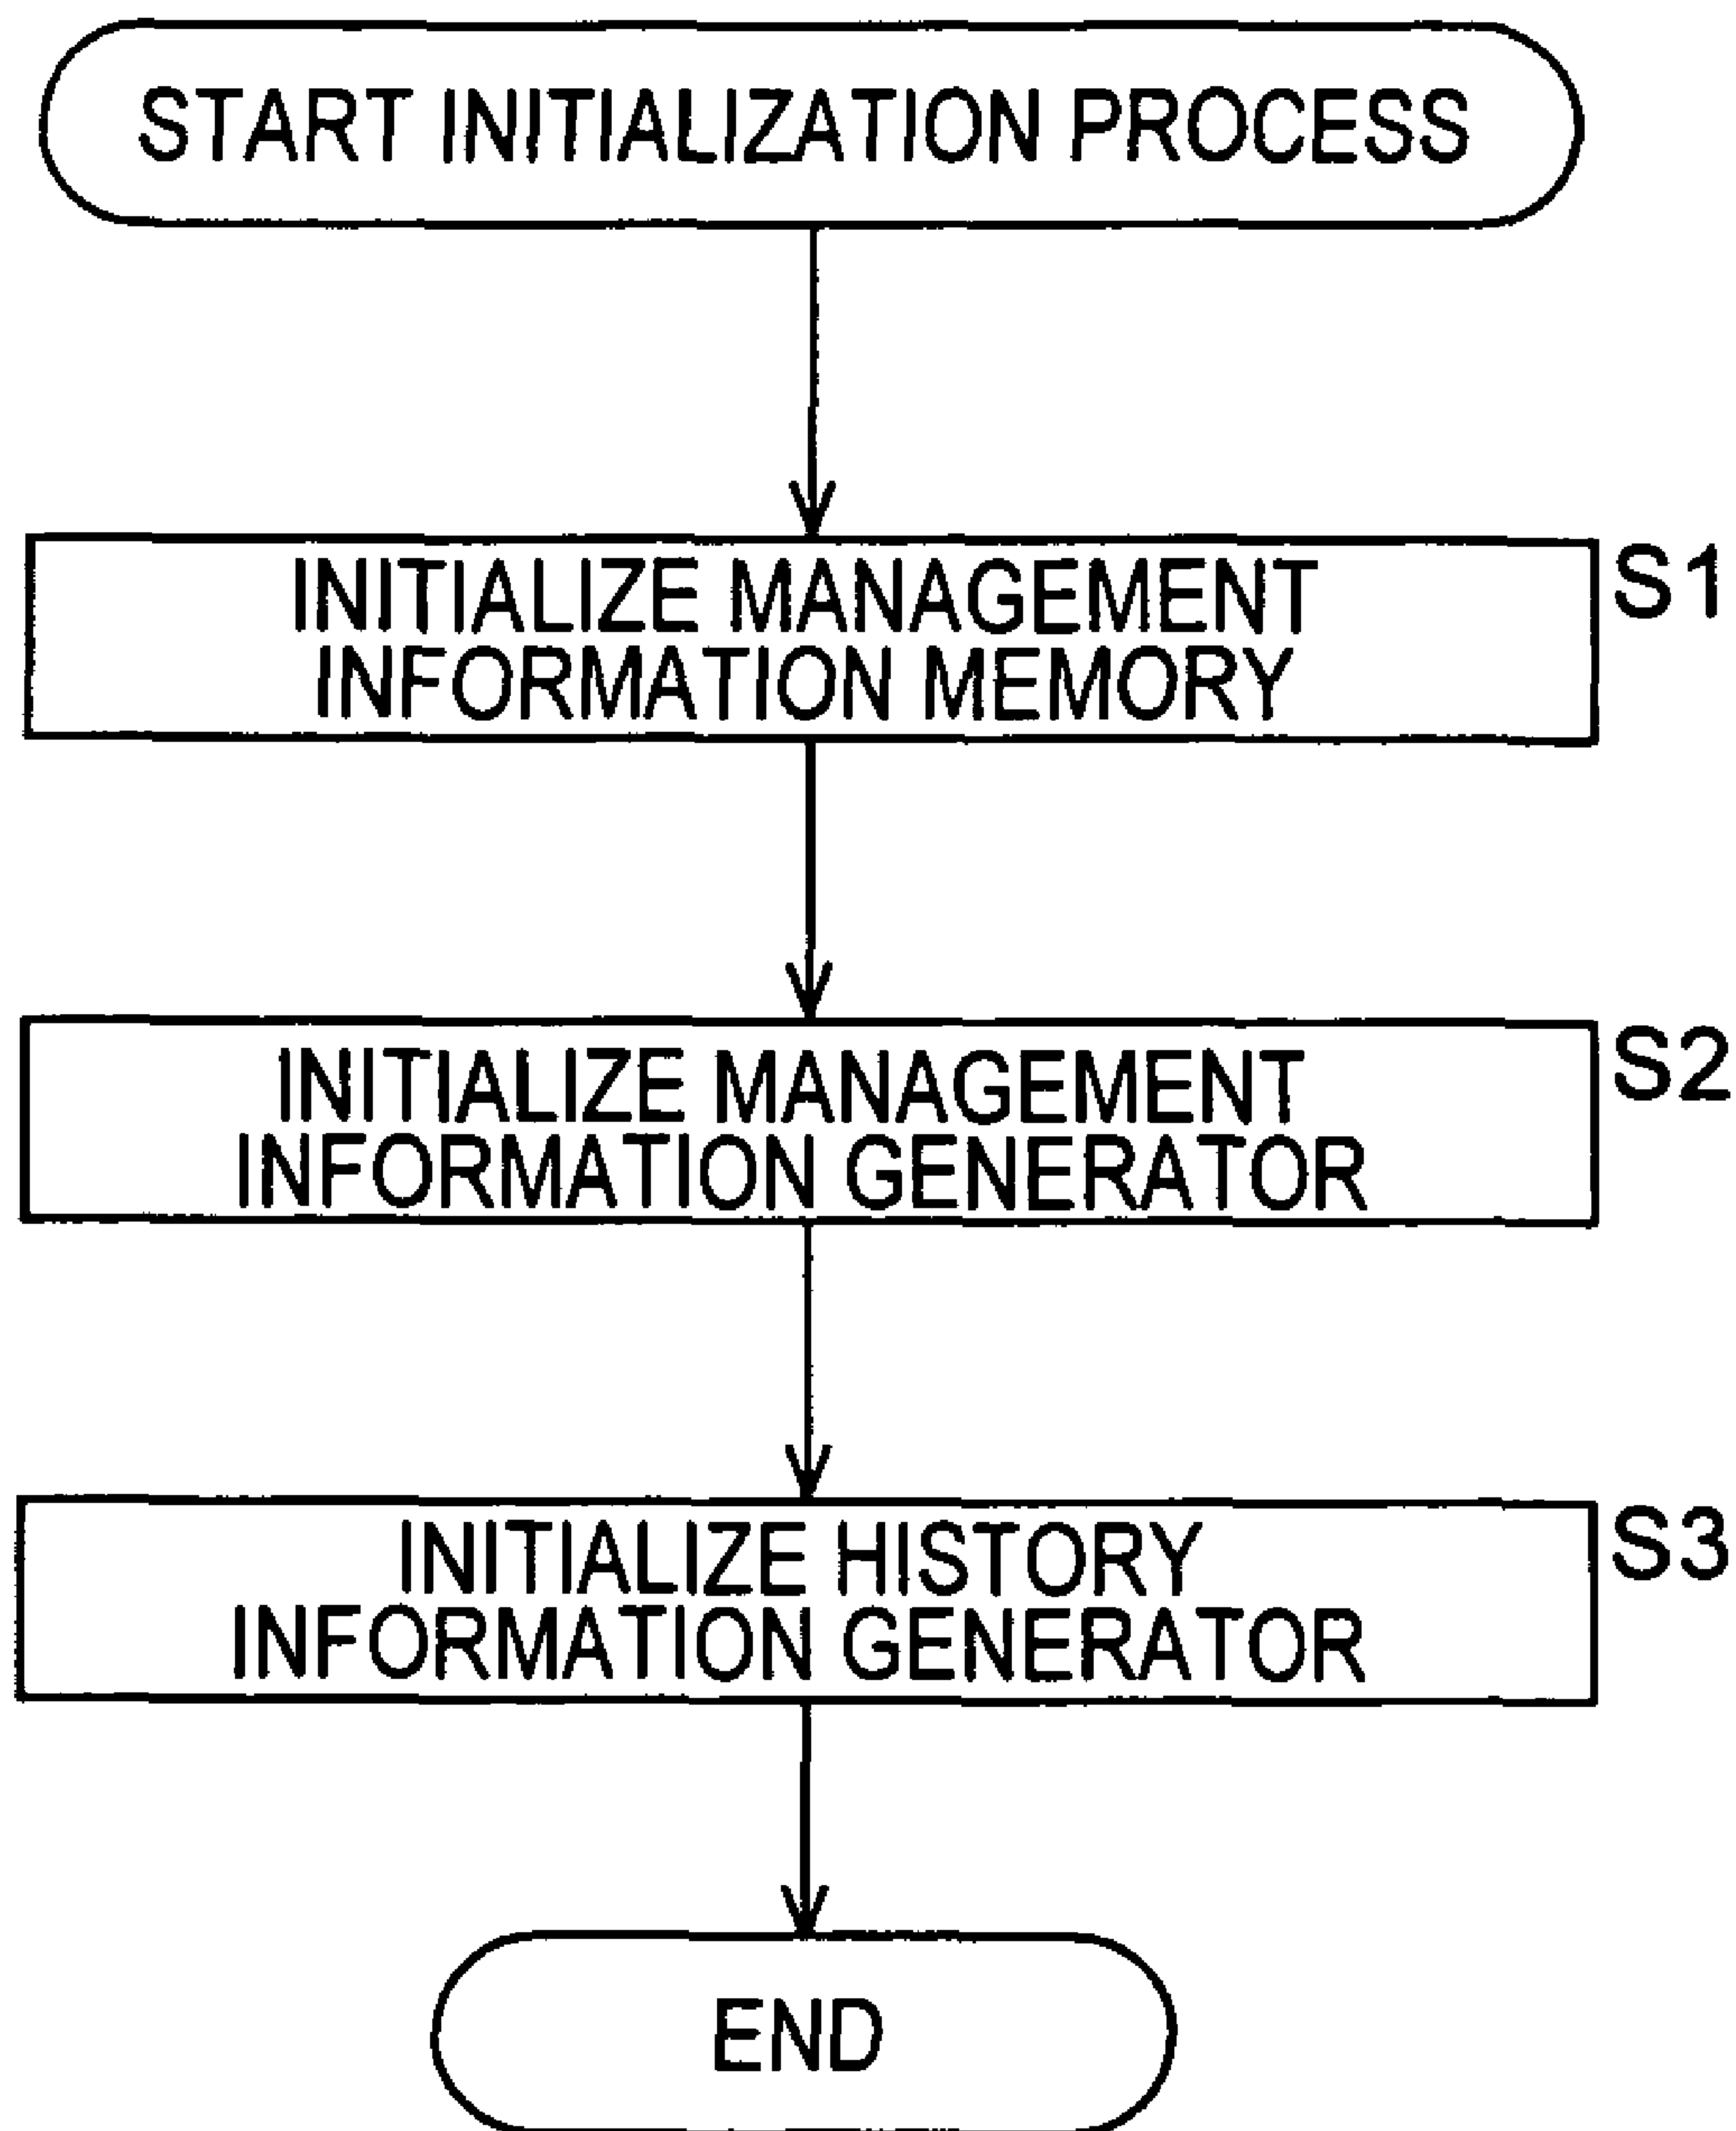 START INITIALIZATION PROCESS
INITIALIZE MANAGEMENT
INFORMATION MEMORY
S1
INITIALIZE MANAGEMENT
INFORMATION GENERATOR
S2
INITIALIZE HISTORY
INFORMATION GENERATOR
S3
END